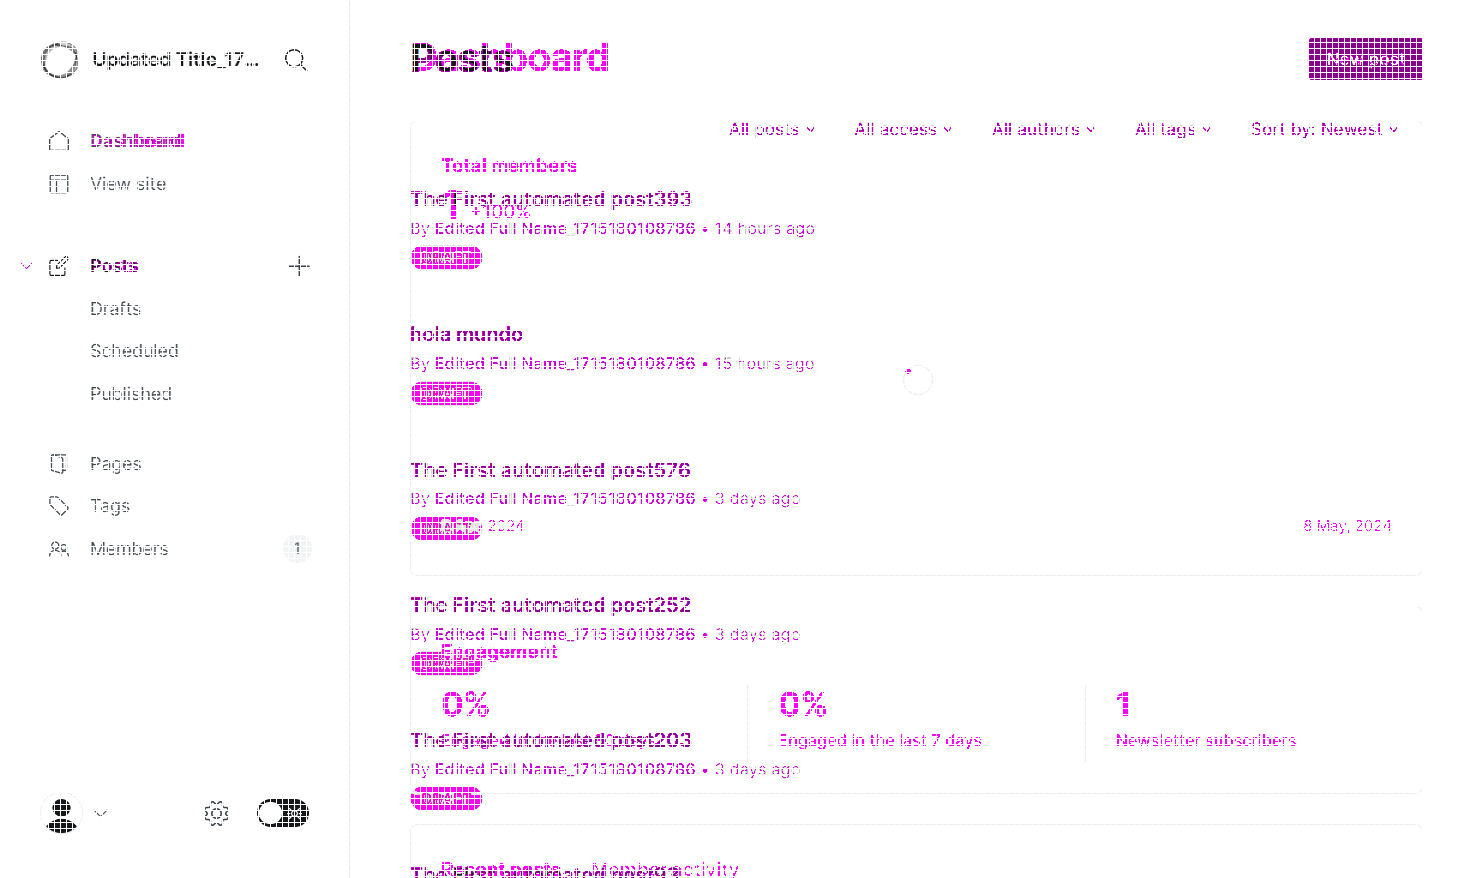 Updated Title_17...
Dashboard
View site
Posts
Drafts
Scheduled
Published
Pages
Tags
Members 1
Posts
Dashboard
New post
All posts All access All authors All tags Sort by: Newest
Total members
1 +100%
The First automated post393
By Edited Full Name_1715180108786 • 14 hours ago
hola mundo
By Edited Full Name_1715180108786 • 15 hours ago
The First automated post576
By Edited Full Name_1715180108786 • 3 days ago
2024
8 May, 2024
The First automated post252
By Edited Full Name_1715180108786 • 3 days ago
Engagement
0% 0% 1
Engaged in the last 7 days Newsletter subscribers
The First automated post203
By Edited Full Name_1715180108786 • 3 days ago
Recent posts Member activity
The First automated